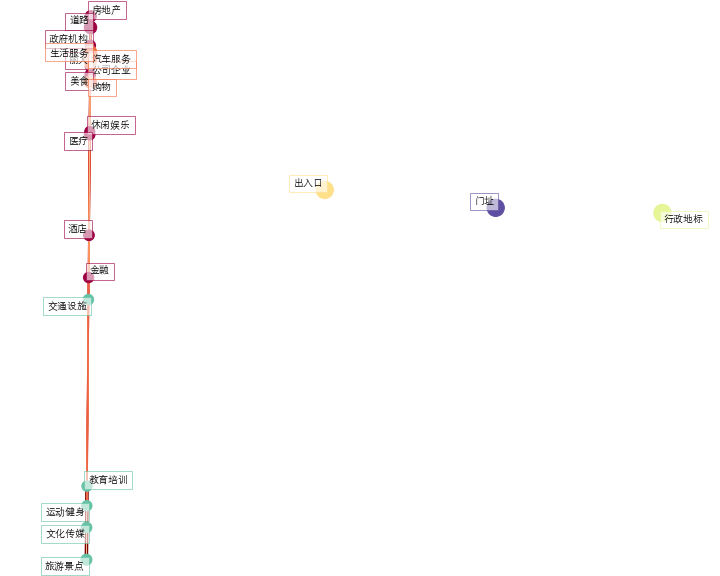 房地产
道路
政府机构
生活服务
汽车服务
公司企业
美食
购物
休闲娱乐
医疗
出入口
门址
行政地标
酒店
金融
交通设施
教育培训
运动健身
文化传媒
旅游景点